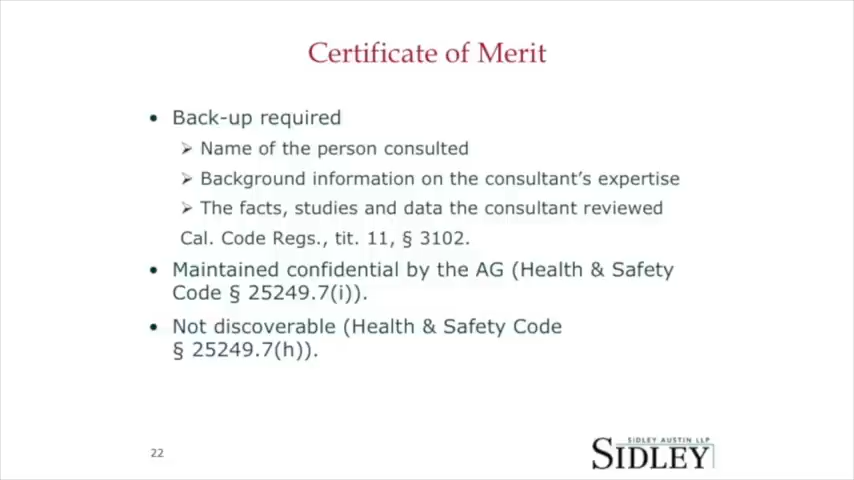 Certificate of Merit
• Back-up required
➢ Name of the person consulted
➢ Background information on the consultant’s expertise
➢ The facts, studies and data the consultant reviewed
Cal. Code Regs., tit. 11, § 3102.
• Maintained confidential by the AG (Health & Safety
Code § 25249.7(i)).
• Not discoverable (Health & Safety Code
§ 25249.7(h)).
22
SIDLEY AUSTIN LLP
SIDLEY